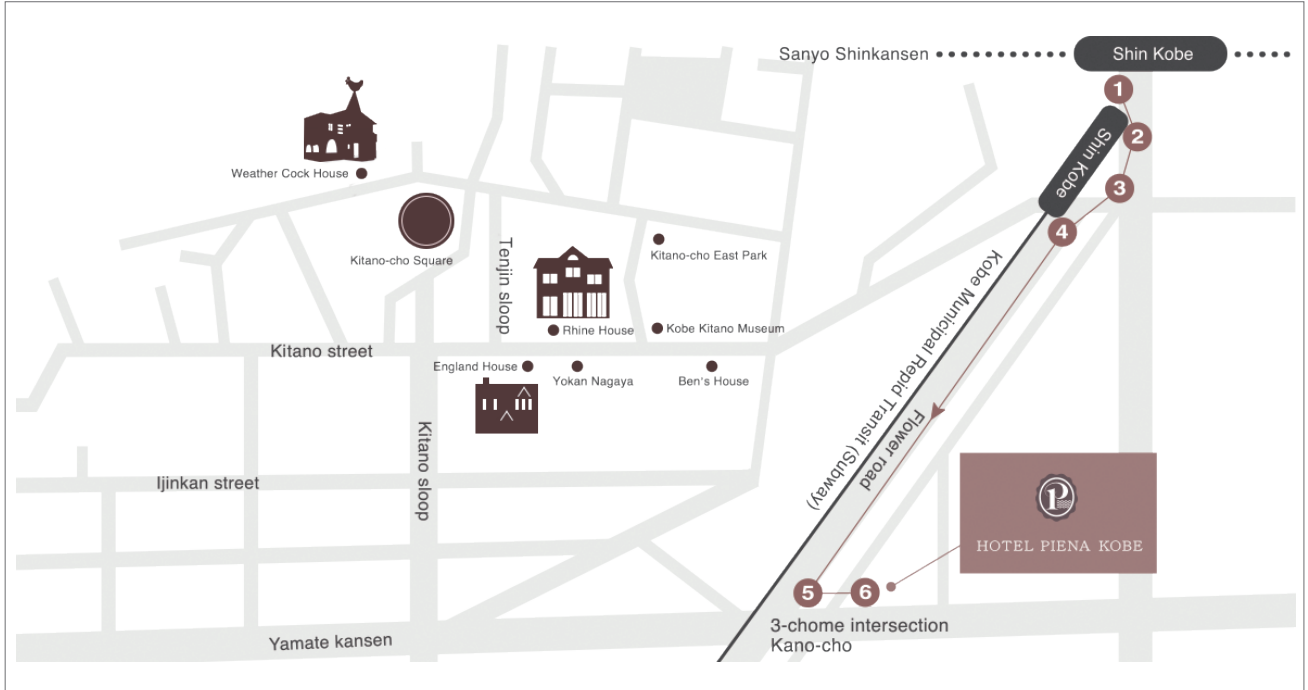 Sanyo Shinkansen
Shin Kobe
1
Shin Kobe
2
3
4
Weather Cock House
Kitano-cho Square
Tenjin sloop
Kitano-cho East Park
Rhine House
Kobe Kitano Museum
Kitano street
England House
Yokan Nagaya
Ben's House
Kitano sloop
Ijinkan street
Kobe Municipal Repid Transit (Subway)
Flower road
P
HOTEL PIENA KOBE
5
6
3-chome intersection
Kano-cho
Yamate kansen